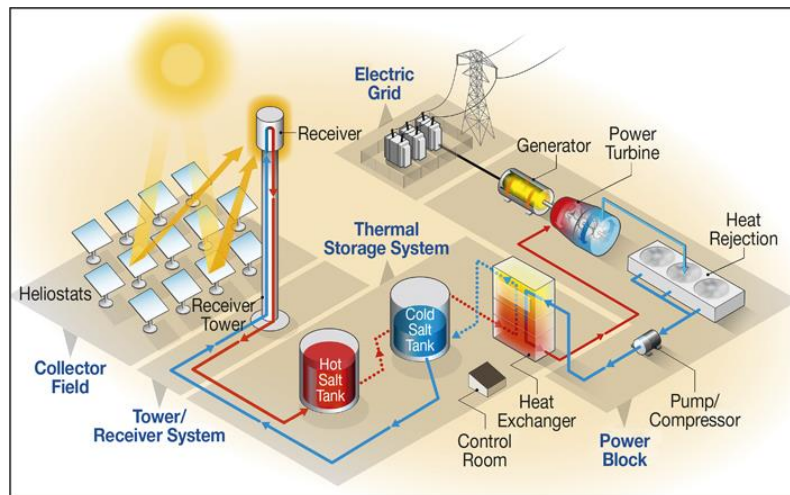 Electric
Grid
Receiver
Generator
Power
Turbine
Thermal
Storage System
Heat
Rejection
Heliostats
Receiver
Tower
Cold
Salt
Tank
Hot
Salt
Tank
Collector
Field
Tower/
Receiver System
Control
Room
Heat
Exchanger
Power
Block
Pump/
Compressor